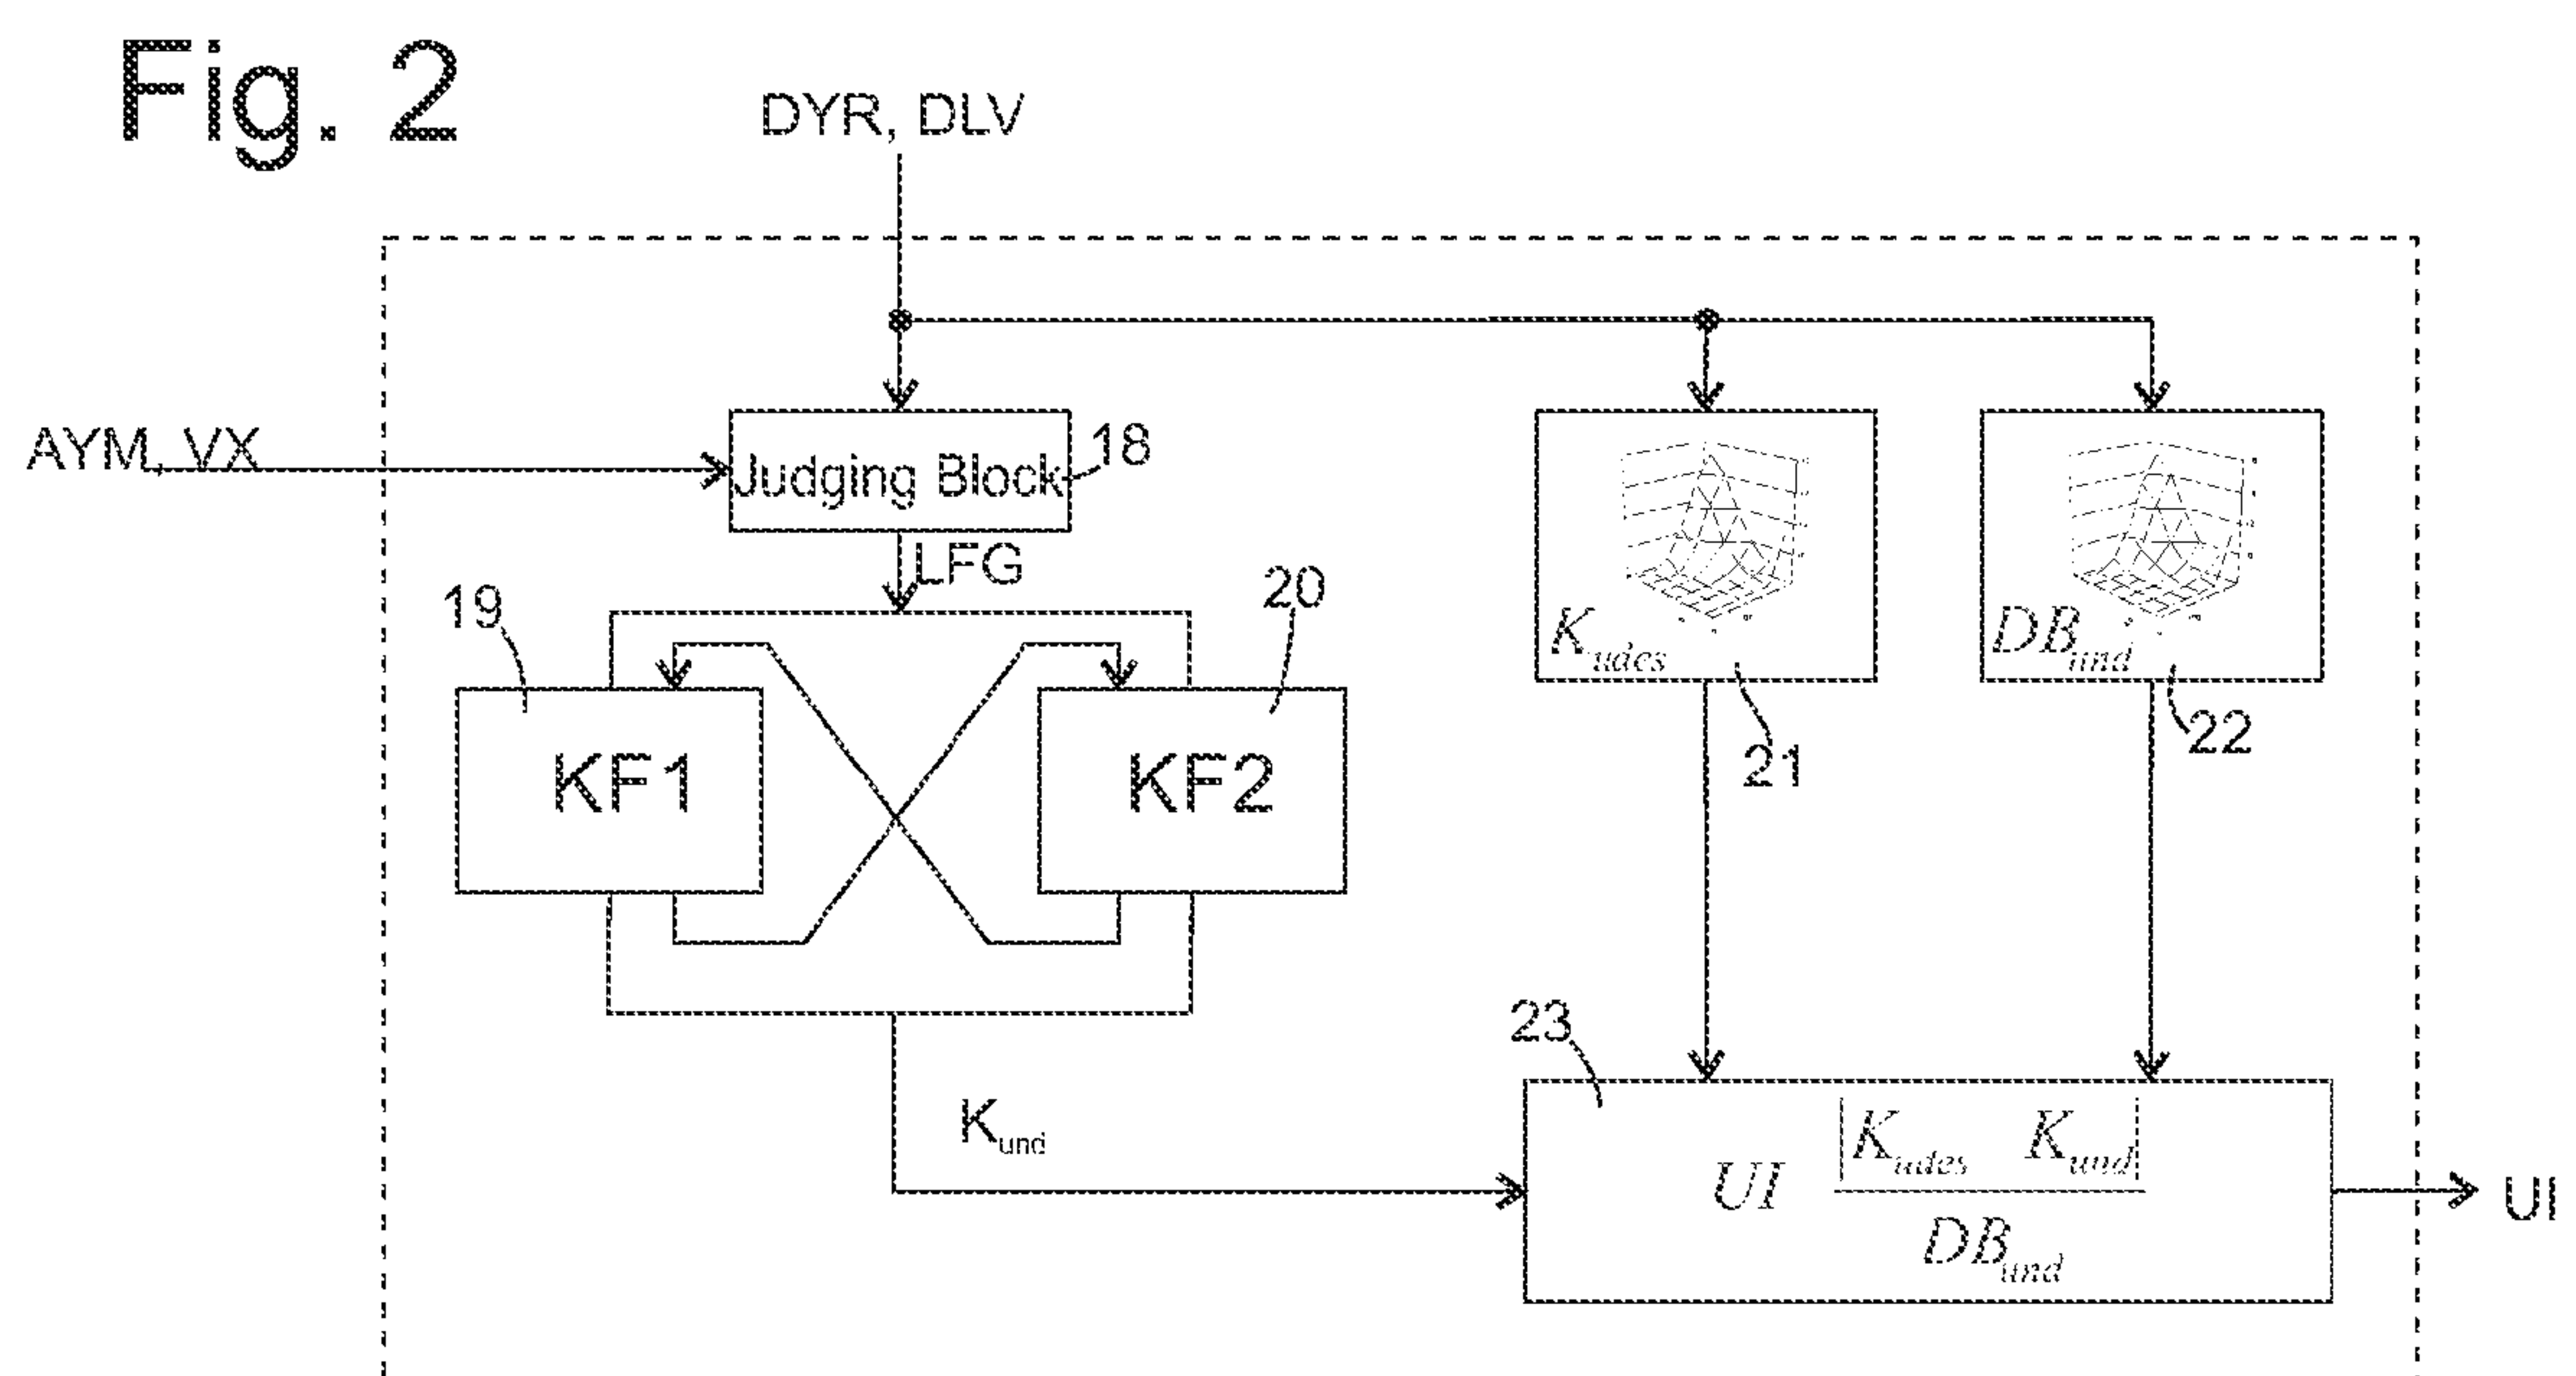 Fig. 2
DYR, DLV
AYM, VX
Judging Block
18
LFG
19
20
KF1
KF2
K_udes
DB_und
21
22
23
K_und
UI |K_udes K_und|
DB_und
UI